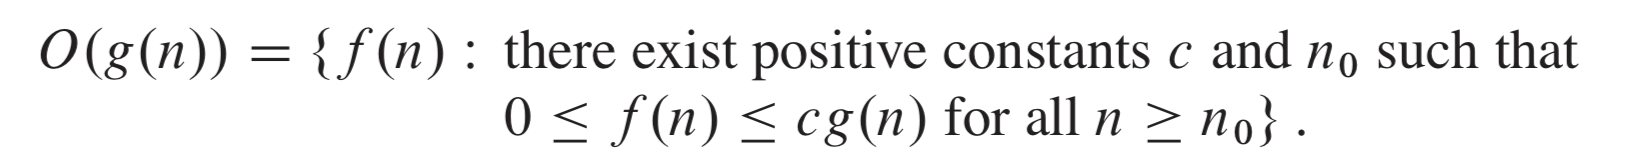 O(g(n)) = {f(n) : there exist positive constants c and n₀ such that
0 ≤ f(n) ≤ cg(n) for all n ≥ n₀} .